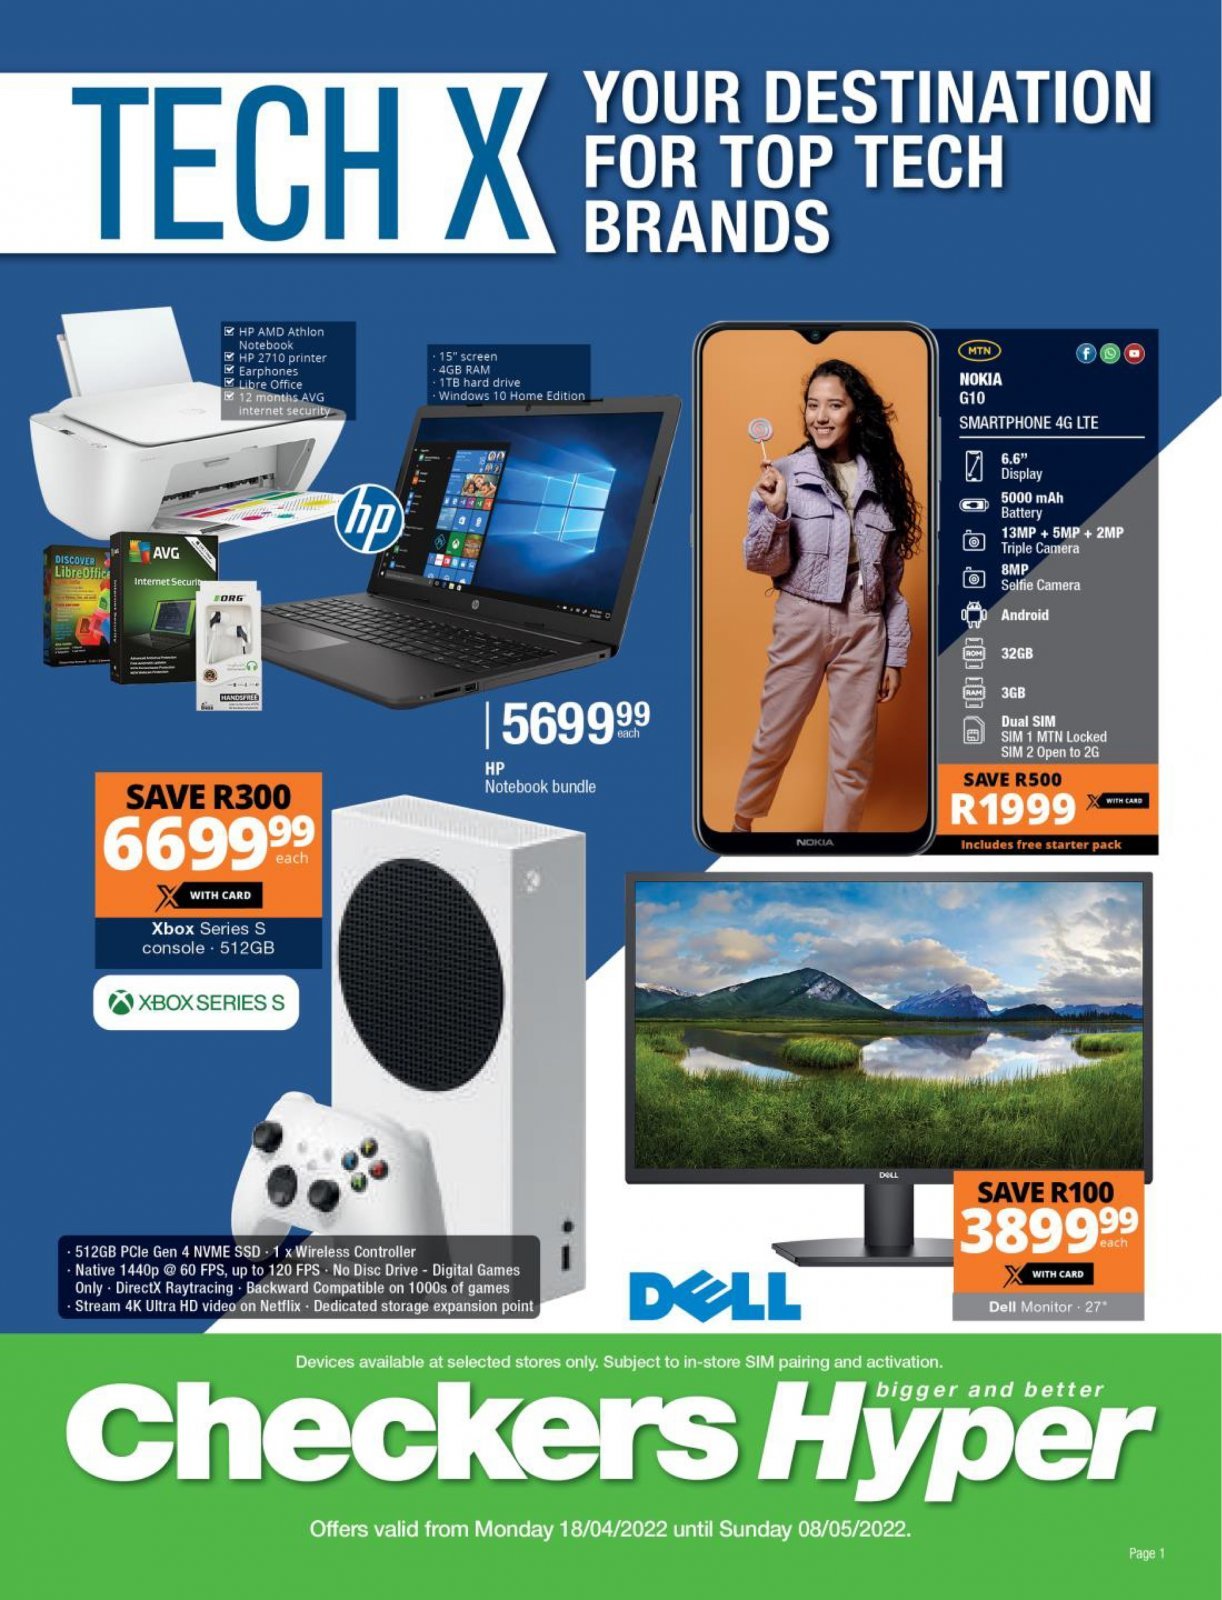 TECH X
YOUR DESTINATION
FOR TOP TECH
BRANDS
HP AMD Athlon
Notebook
HP 2710 printer
Earphones
Libre Office
12 months AVG
internet security
· 15" screen
· 4GB RAM
· 1TB hard drive
· Windows 10 Home Edition
hp
DISCOVER
LibreOffice
AVG
Internet Security
BORG
HANDSFREE
5699 99
each
HP
Notebook bundle
MTN
NOKIA
G10
SMARTPHONE 4G LTE
6.6”
Display
5000 mAh
Battery
13MP + 5MP + 2MP
Triple Camera
8MP
Selfie Camera
Android
ROM
32GB
RAM
3GB
Dual SIM
SIM 1 MTN Locked
SIM 2 Open to 2G
SAVE R500
R1999
X WITH CARD
Includes free starter pack
NOKIA
SAVE R300
6699 99
each
X WITH CARD
Xbox Series S
console · 512GB
XBOX SERIES S
· 512GB PCIe Gen 4 NVME SSD · 1 x Wireless Controller
· Native 1440p @ 60 FPS, up to 120 FPS · No Disc Drive - Digital Games
Only · DirectX Raytracing · Backward Compatible on 1000s of games
· Stream 4K Ultra HD video on Netflix · Dedicated storage expansion point
DELL
SAVE R100
3899 99
each
X WITH CARD
Dell Monitor · 27"
DELL
Devices available at selected stores only. Subject to in-store SIM pairing and activation.
bigger and better
Checkers Hyper
Offers valid from Monday 18/04/2022 until Sunday 08/05/2022.
Page 1